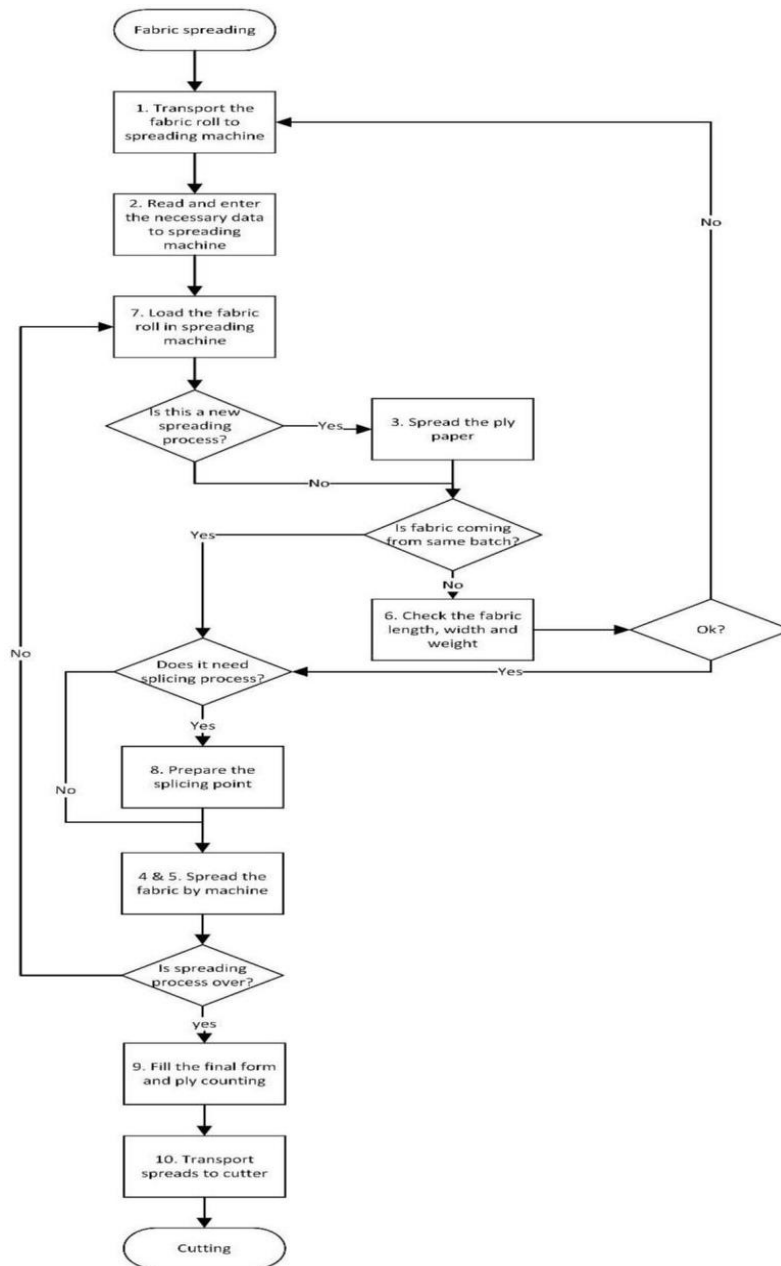 Fabric spreading
1. Transport the
fabric roll to
spreading machine
2. Read and enter
the necessary data
to spreading
machine
No
7. Load the fabric
roll in spreading
machine
Is this a new
spreading
process?
Yes
3. Spread the ply
paper
No
Is fabric coming
from same batch?
Yes
No
6. Check the fabric
length, width and
weight
Ok?
No
Does it need
splicing process?
Yes
Yes
8. Prepare the
splicing point
No
4 & 5. Spread the
fabric by machine
Is spreading
process over?
yes
9. Fill the final form
and ply counting
10. Transport
spreads to cutter
Cutting